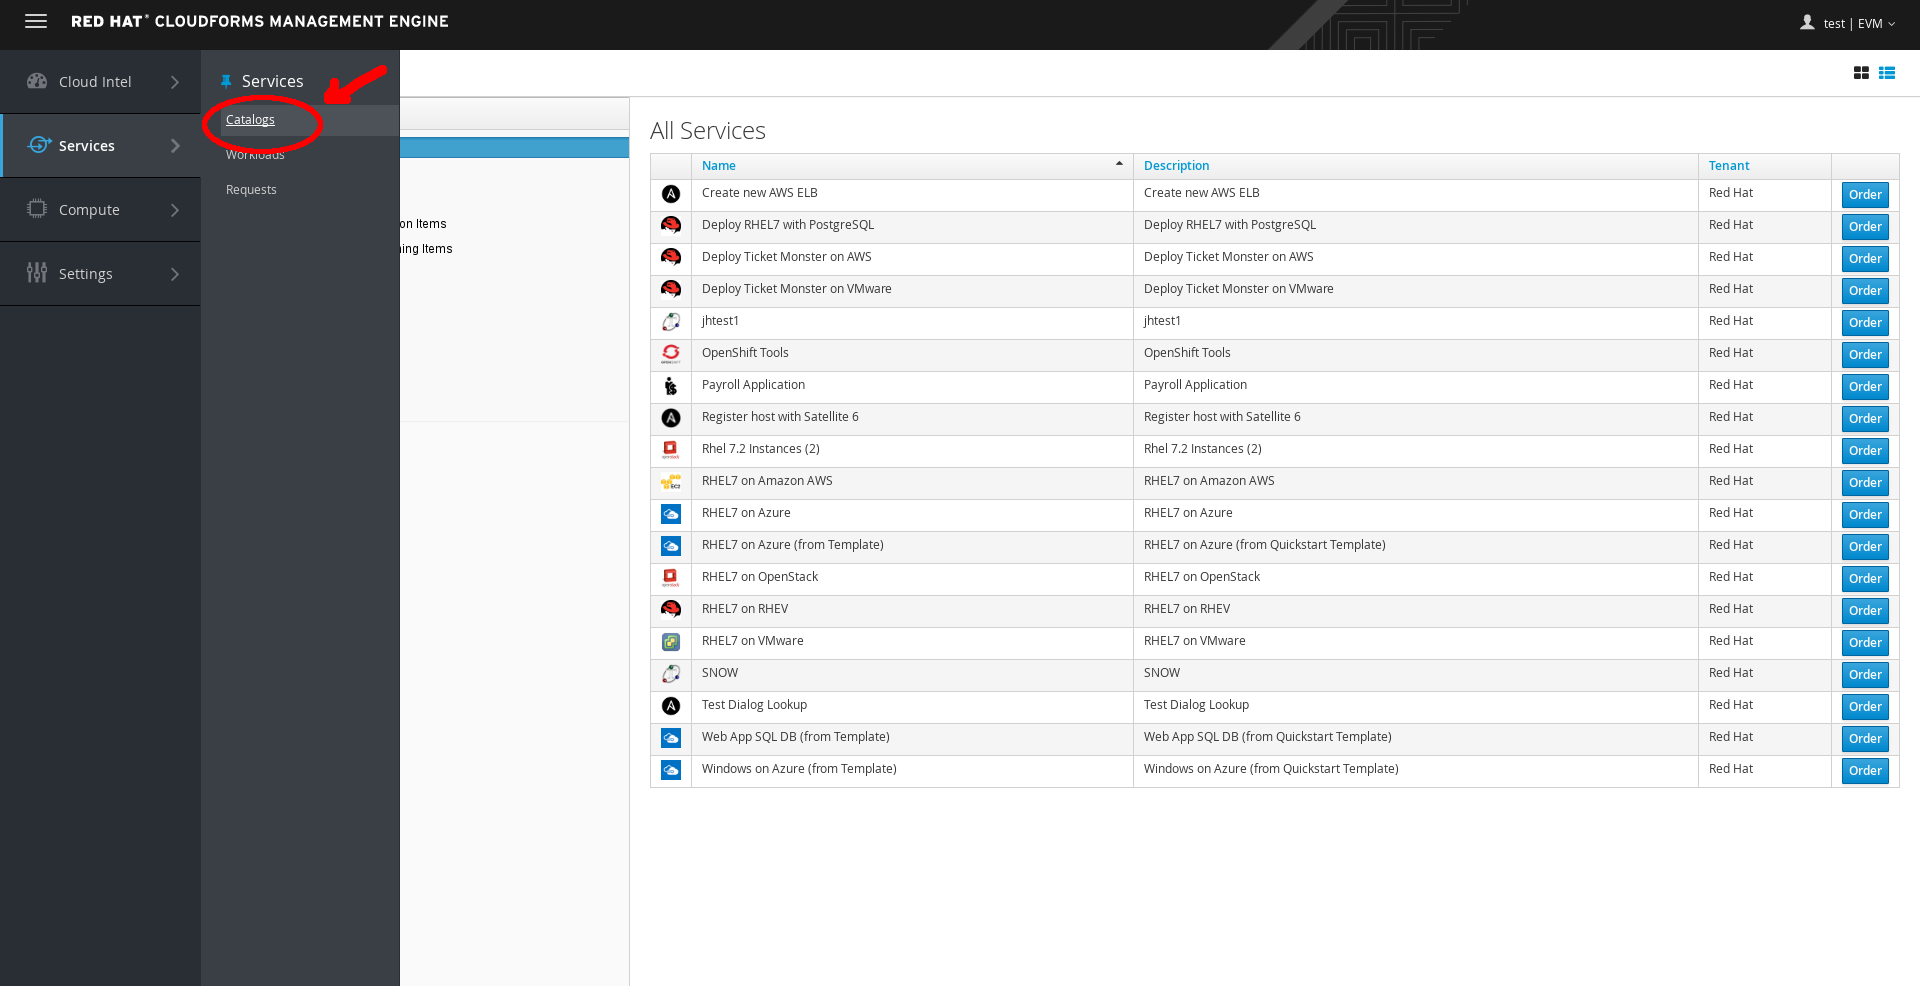 RED HAT® CLOUDFORMS MANAGEMENT ENGINE
test | EVM
Cloud Intel
Services
Compute
Settings
Services
Catalogs
Workloads
Requests
on Items
ing Items
All Services
Name Description Tenant
Create new AWS ELB Create new AWS ELB Red Hat Order
Deploy RHEL7 with PostgreSQL Deploy RHEL7 with PostgreSQL Red Hat Order
Deploy Ticket Monster on AWS Deploy Ticket Monster on AWS Red Hat Order
Deploy Ticket Monster on VMware Deploy Ticket Monster on VMware Red Hat Order
jhtest1 jhtest1 Red Hat Order
OpenShift Tools OpenShift Tools Red Hat Order
Payroll Application Payroll Application Red Hat Order
Register host with Satellite 6 Register host with Satellite 6 Red Hat Order
Rhel 7.2 Instances (2) Rhel 7.2 Instances (2) Red Hat Order
RHEL7 on Amazon AWS RHEL7 on Amazon AWS Red Hat Order
RHEL7 on Azure RHEL7 on Azure Red Hat Order
RHEL7 on Azure (from Template) RHEL7 on Azure (from Quickstart Template) Red Hat Order
RHEL7 on OpenStack RHEL7 on OpenStack Red Hat Order
RHEL7 on RHEV RHEL7 on RHEV Red Hat Order
RHEL7 on VMware RHEL7 on VMware Red Hat Order
SNOW SNOW Red Hat Order
Test Dialog Lookup Test Dialog Lookup Red Hat Order
Web App SQL DB (from Template) Web App SQL DB (from Quickstart Template) Red Hat Order
Windows on Azure (from Template) Windows on Azure (from Quickstart Template) Red Hat Order